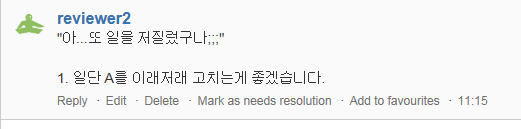 reviewer2
"아...또 일을 저질렀구나;;;"
1. 일단 A를 이래저래 고치는게 좋겠습니다.
Reply · Edit · Delete · Mark as needs resolution · Add to favourites · 11:15